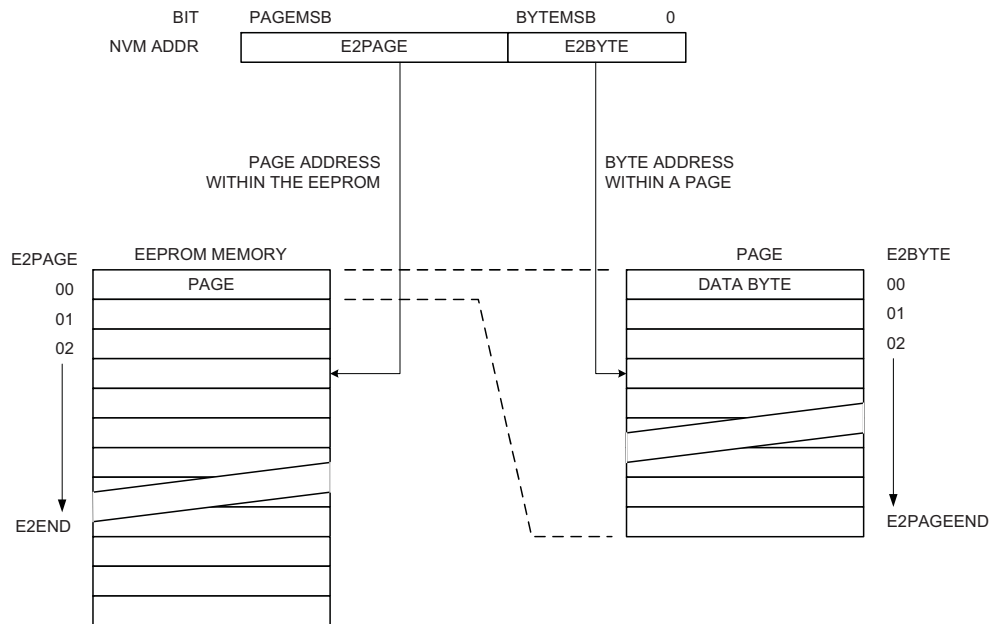 BIT PAGEMSB BYTEMSB 0
NVM ADDR E2PAGE E2BYTE
PAGE ADDRESS
WITHIN THE EEPROM
BYTE ADDRESS
WITHIN A PAGE
E2PAGE EEPROM MEMORY PAGE E2BYTE
00 PAGE DATA BYTE 00
01 01
02 02
E2END E2PAGEEND